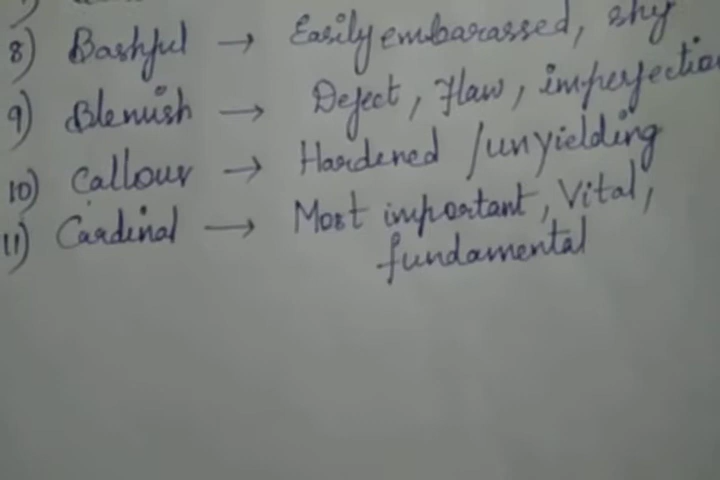 8) Bashful → Easily embarassed, shy
9) Blemish → Defect, Flaw, imperfection
10) Callour → Hardened / unyielding
11) Cardinal → Most important, Vital,
fundamental